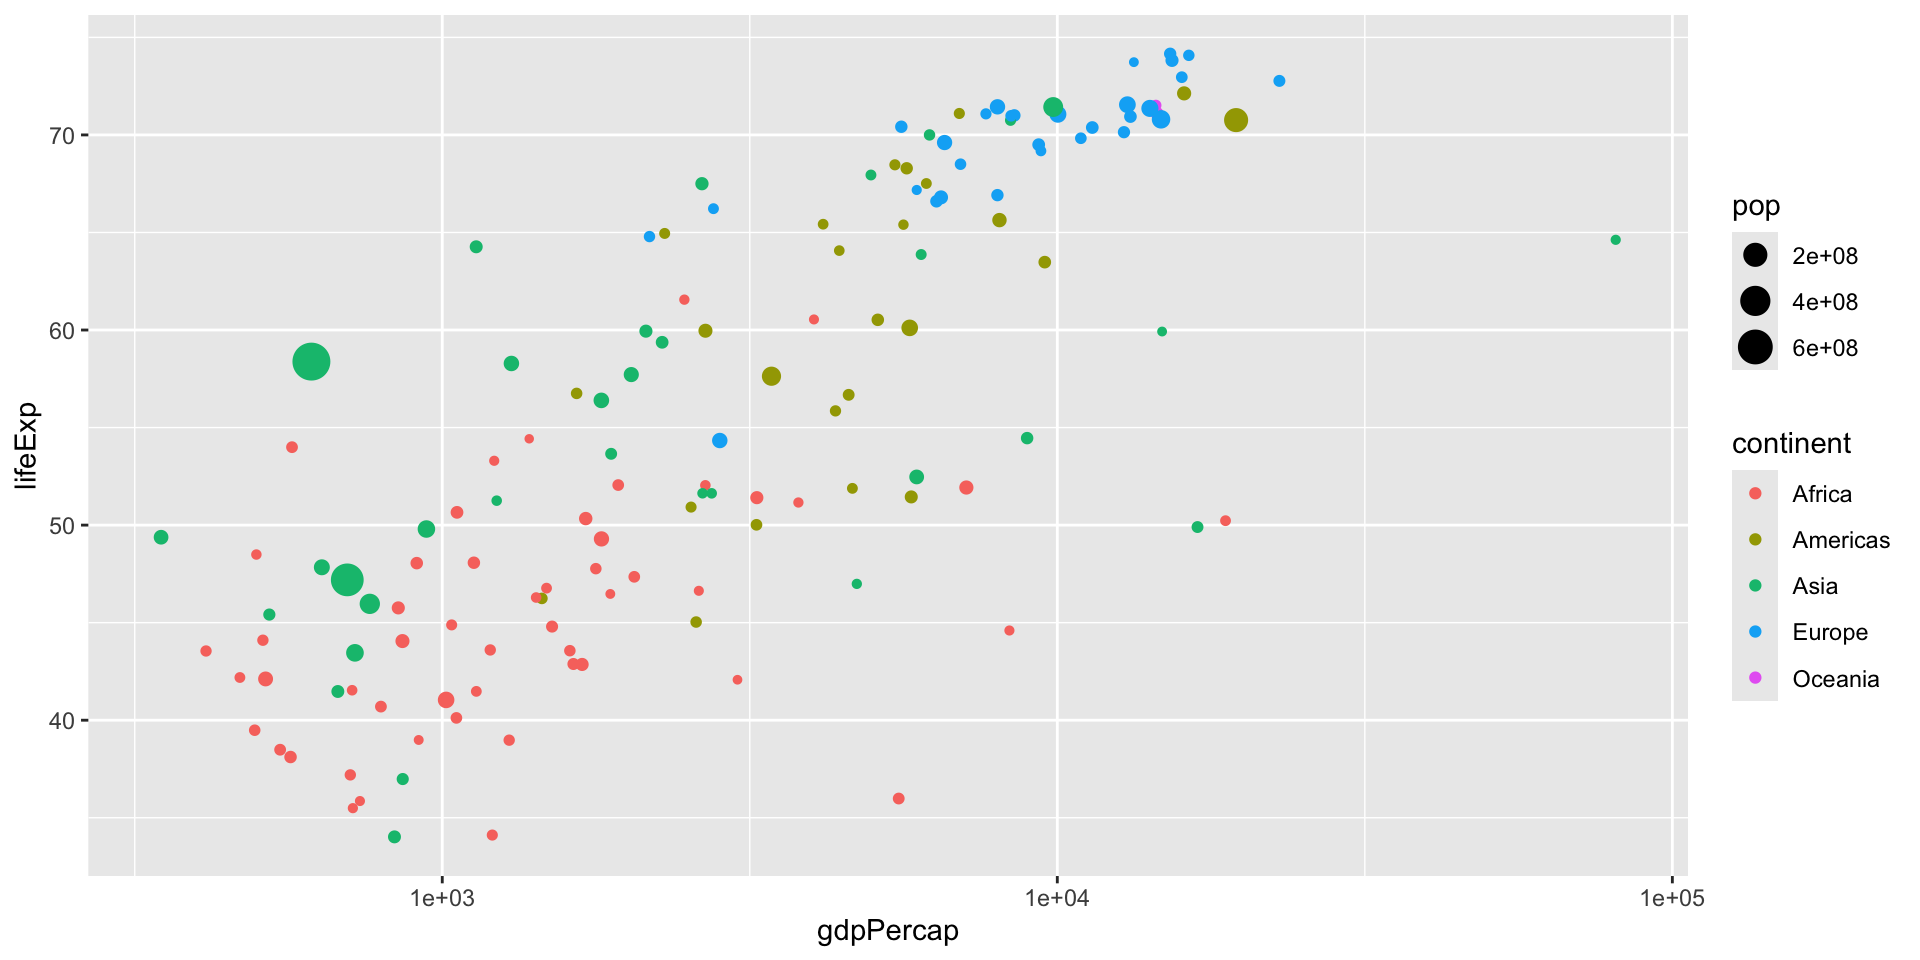 70
60
50
40
lifeExp
1e+03
1e+04
1e+05
gdpPercap
pop
2e+08
4e+08
6e+08
continent
Africa
Americas
Asia
Europe
Oceania